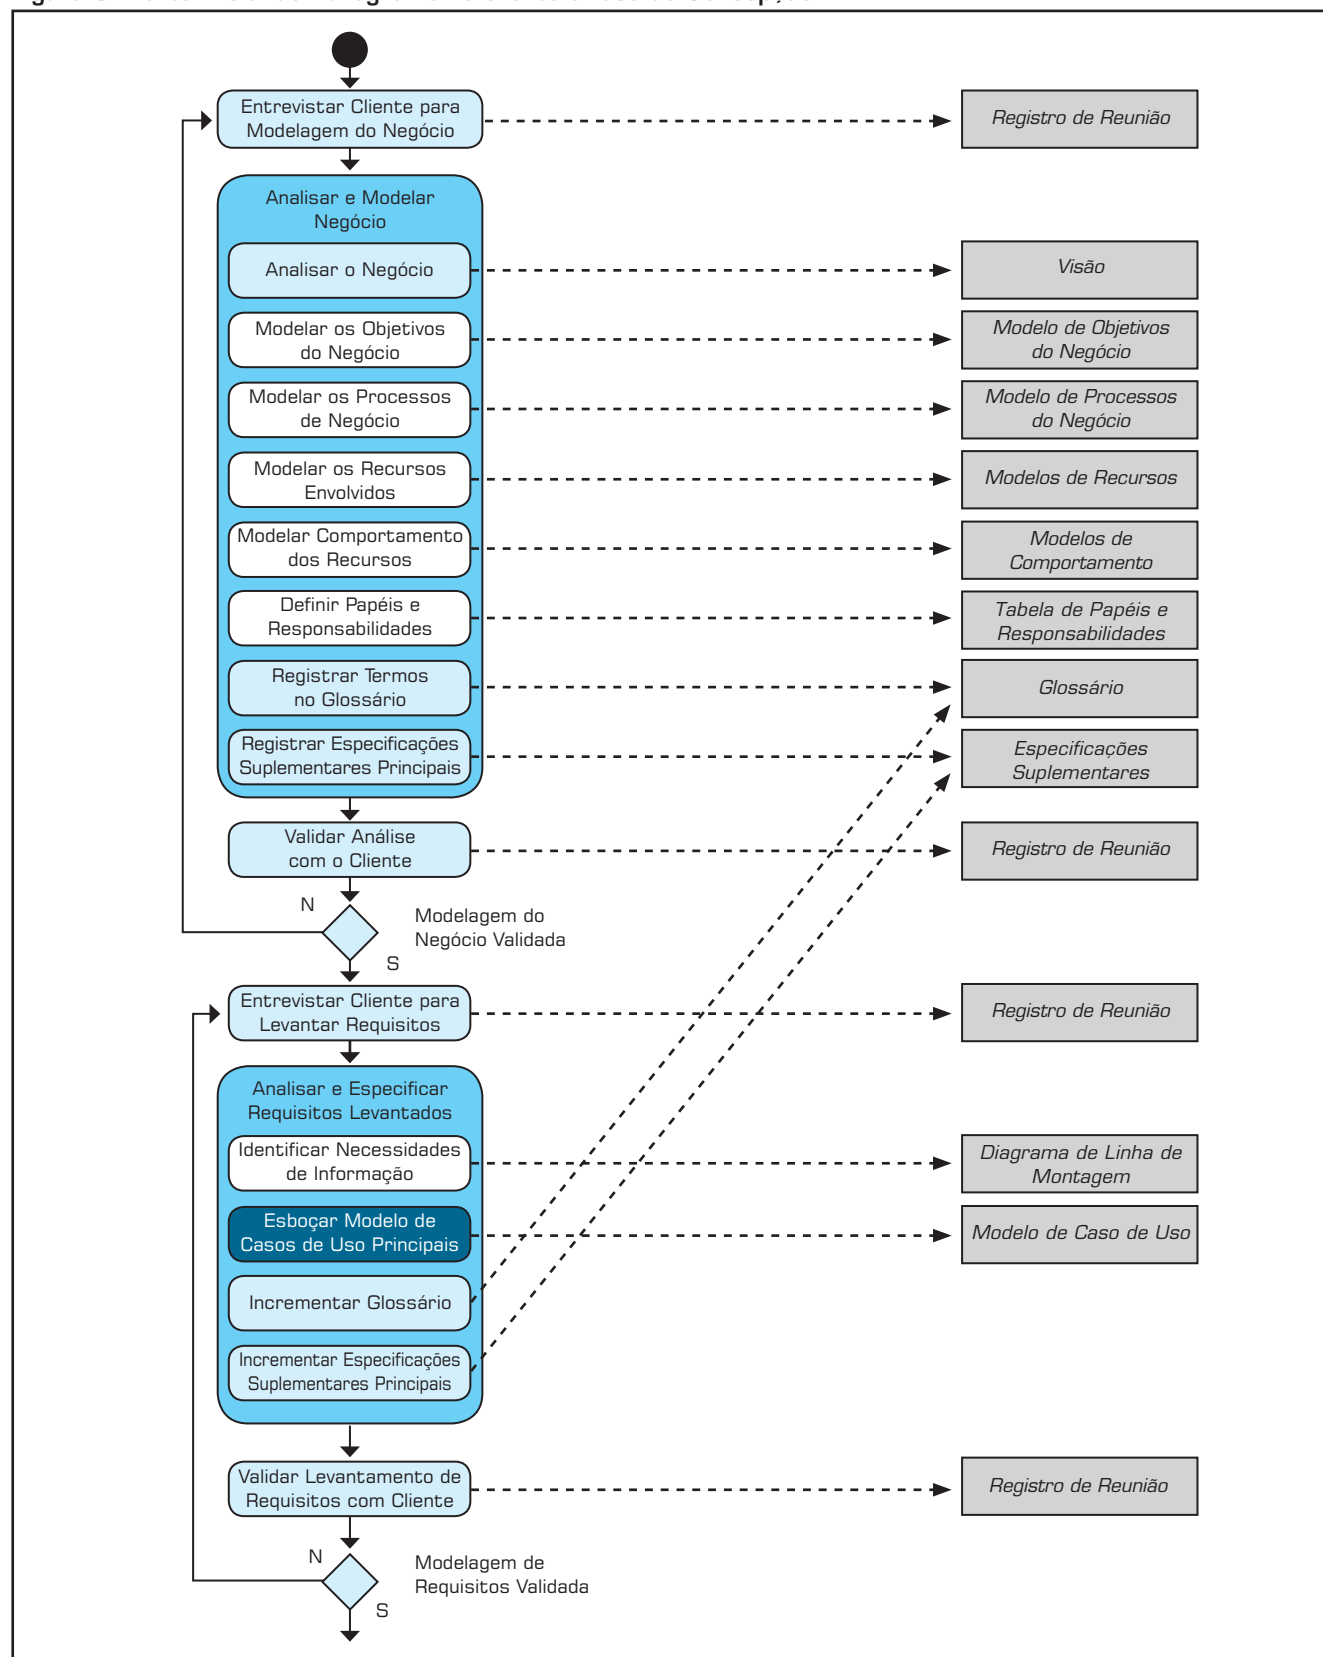 Entrevistar Cliente para
Modelagem do Negócio
Registro de Reunião
Analisar e Modelar
Negócio
Analisar o Negócio
Visão
Modelar os Objetivos
do Negócio
Modelo de Objetivos
do Negócio
Modelar os Processos
de Negócio
Modelo de Processos
do Negócio
Modelar os Recursos
Envolvidos
Modelos de Recursos
Modelar Comportamento
dos Recursos
Modelos de
Comportamento
Definir Papéis e
Responsabilidades
Tabela de Papéis e
Responsabilidades
Registrar Termos
no Glossário
Glossário
Registrar Especificações
Suplementares Principais
Especificações
Suplementares
Validar Análise
com o Cliente
Registro de Reunião
N
Modelagem do
Negócio Validada
S
Entrevistar Cliente para
Levantar Requisitos
Registro de Reunião
Analisar e Especificar
Requisitos Levantados
Identificar Necessidades
de Informação
Diagrama de Linha de
Montagem
Esboçar Modelo de
Casos de Uso Principais
Modelo de Caso de Uso
Incrementar Glossário
Incrementar Especificações
Suplementares Principais
Validar Levantamento de
Requisitos com Cliente
Registro de Reunião
N
Modelagem de
Requisitos Validada
S